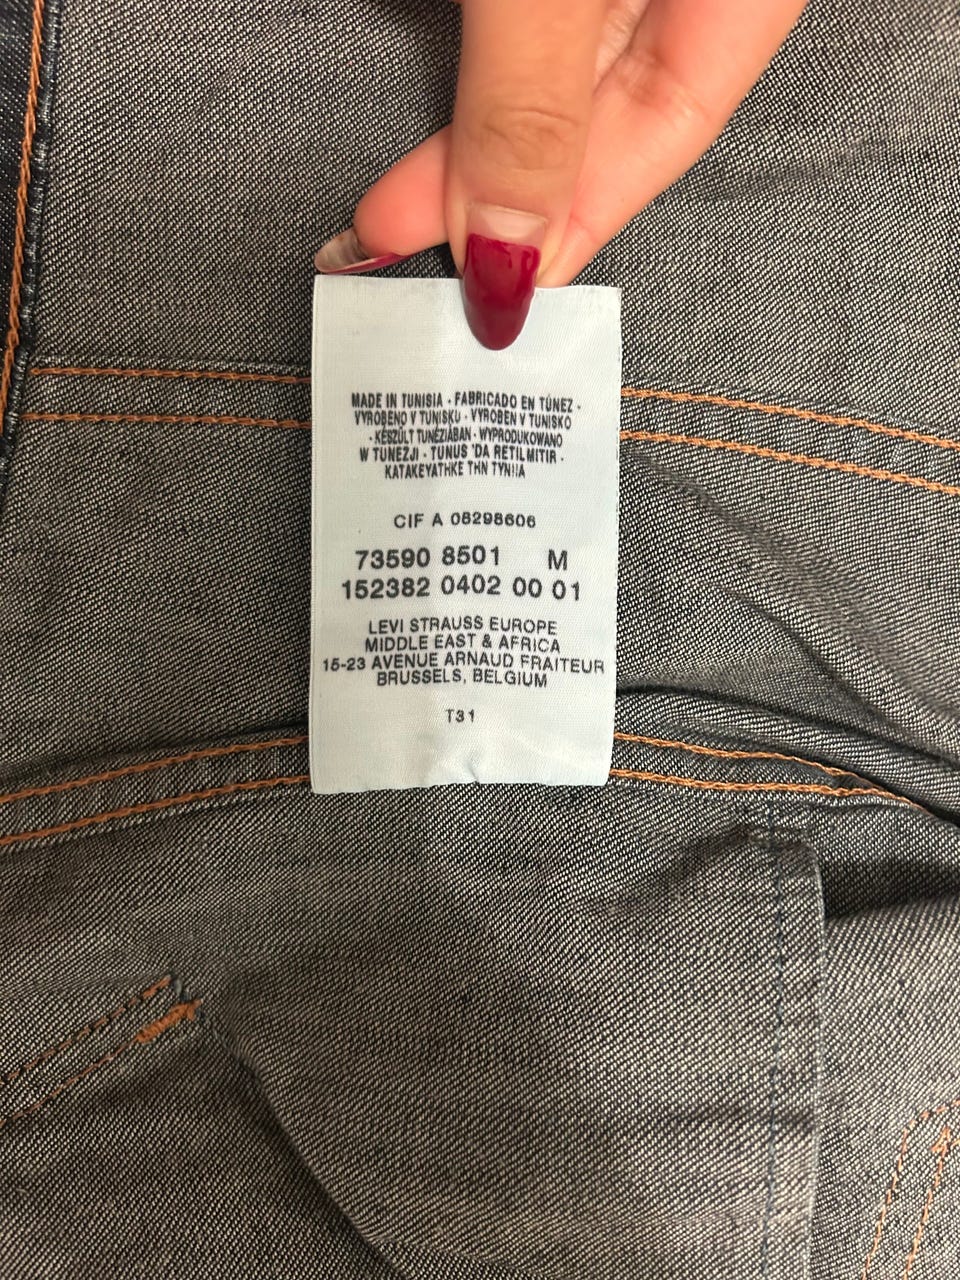 MADE IN TUNISIA - FABRICADO EN TÚNEZ -
VYROBENO V TUNISKU - VYROBEN V TUNISKO
- KÉSZÜLT TUNÉZIÁBAN - WYPRODUKOWANO
W TUNEZJI - TUNUS 'DA RETILMITIR -
KATAKEYATHKE THN TYNIIA
CIF A 08298606
73590 8501 M
152382 0402 00 01
LEVI STRAUSS EUROPE
MIDDLE EAST & AFRICA
15-23 AVENUE ARNAUD FRAITEUR
BRUSSELS, BELGIUM
T31